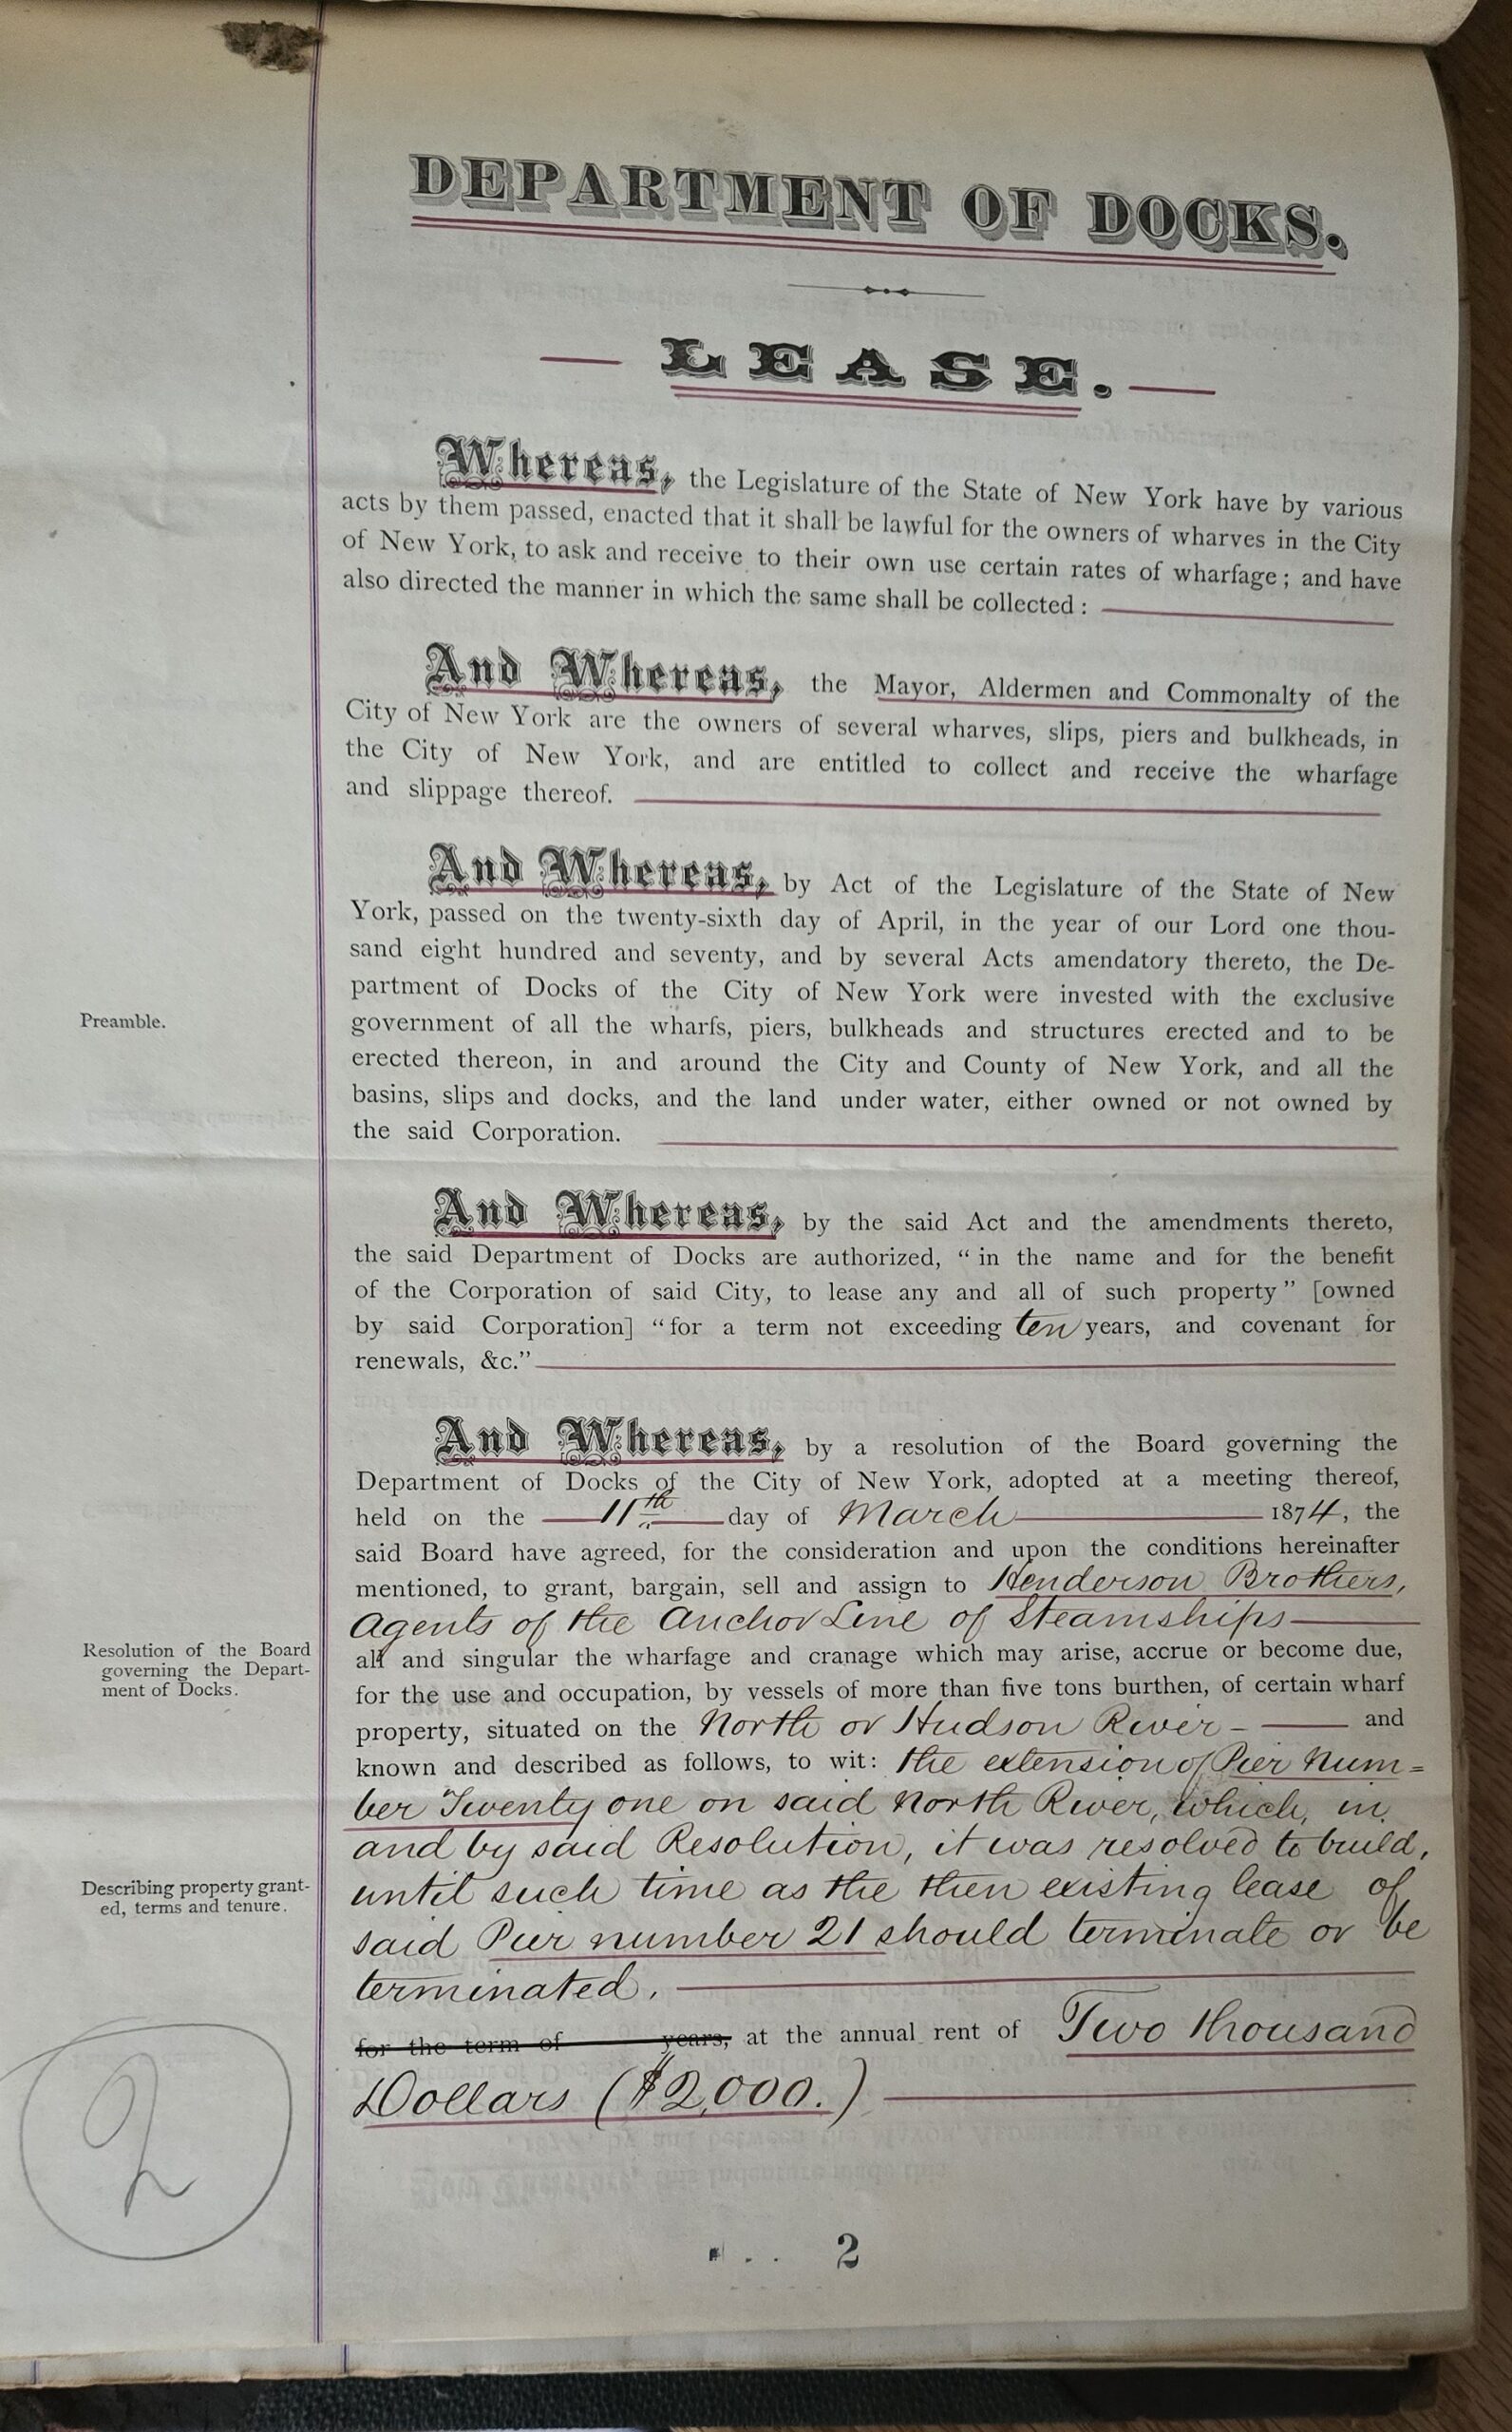 DEPARTMENT OF DOCKS.
LEASE.
Whereas, the Legislature of the State of New York have by various
acts by them passed, enacted that it shall be lawful for the owners of wharves in the City
of New York, to ask and receive to their own use certain rates of wharfage; and have
also directed the manner in which the same shall be collected:
And Whereas, the Mayor, Aldermen and Commonalty of the
City of New York are the owners of several wharves, slips, piers and bulkheads, in
the City of New York, and are entitled to collect and receive the wharfage
and slippage thereof.
And Whereas, by Act of the Legislature of the State of New
York, passed on the twenty-sixth day of April, in the year of our Lord one thou-
sand eight hundred and seventy, and by several Acts amendatory thereto, the De-
partment of Docks of the City of New York were invested with the exclusive
Preamble.
government of all the wharfs, piers, bulkheads and structures erected and to be
erected thereon, in and around the City and County of New York, and all the
basins, slips and docks, and the land under water, either owned or not owned by
the said Corporation.
And Whereas, by the said Act and the amendments thereto,
the said Department of Docks are authorized, “in the name and for the benefit
of the Corporation of said City, to lease any and all of such property” [owned
by said Corporation] “for a term not exceeding ten years, and covenant for
renewals, &c.”
And Whereas, by a resolution of the Board governing the
Department of Docks of the City of New York, adopted at a meeting thereof,
held on the 11th day of March 1874, the
said Board have agreed, for the consideration and upon the conditions hereinafter
mentioned, to grant, bargain, sell and assign to Henderson Brothers,
Agents of the Anchor Line of Steamships
Resolution of the Board
governing the Depart-
ment of Docks.
all and singular the wharfage and cranage which may arise, accrue or become due,
for the use and occupation, by vessels of more than five tons burthen, of certain wharf
property, situated on the North or Hudson River - and
known and described as follows, to wit: the extension of Pier Num=
ber Twenty one on said North River, which, in
and by said Resolution, it was resolved to build,
Describing property grant-
ed, terms and tenure.
until such time as the then existing lease of
said Pier number 21 should terminate or be
terminated.
for the term of years, at the annual rent of Two thousand
Dollars ($2,000.)
2
2